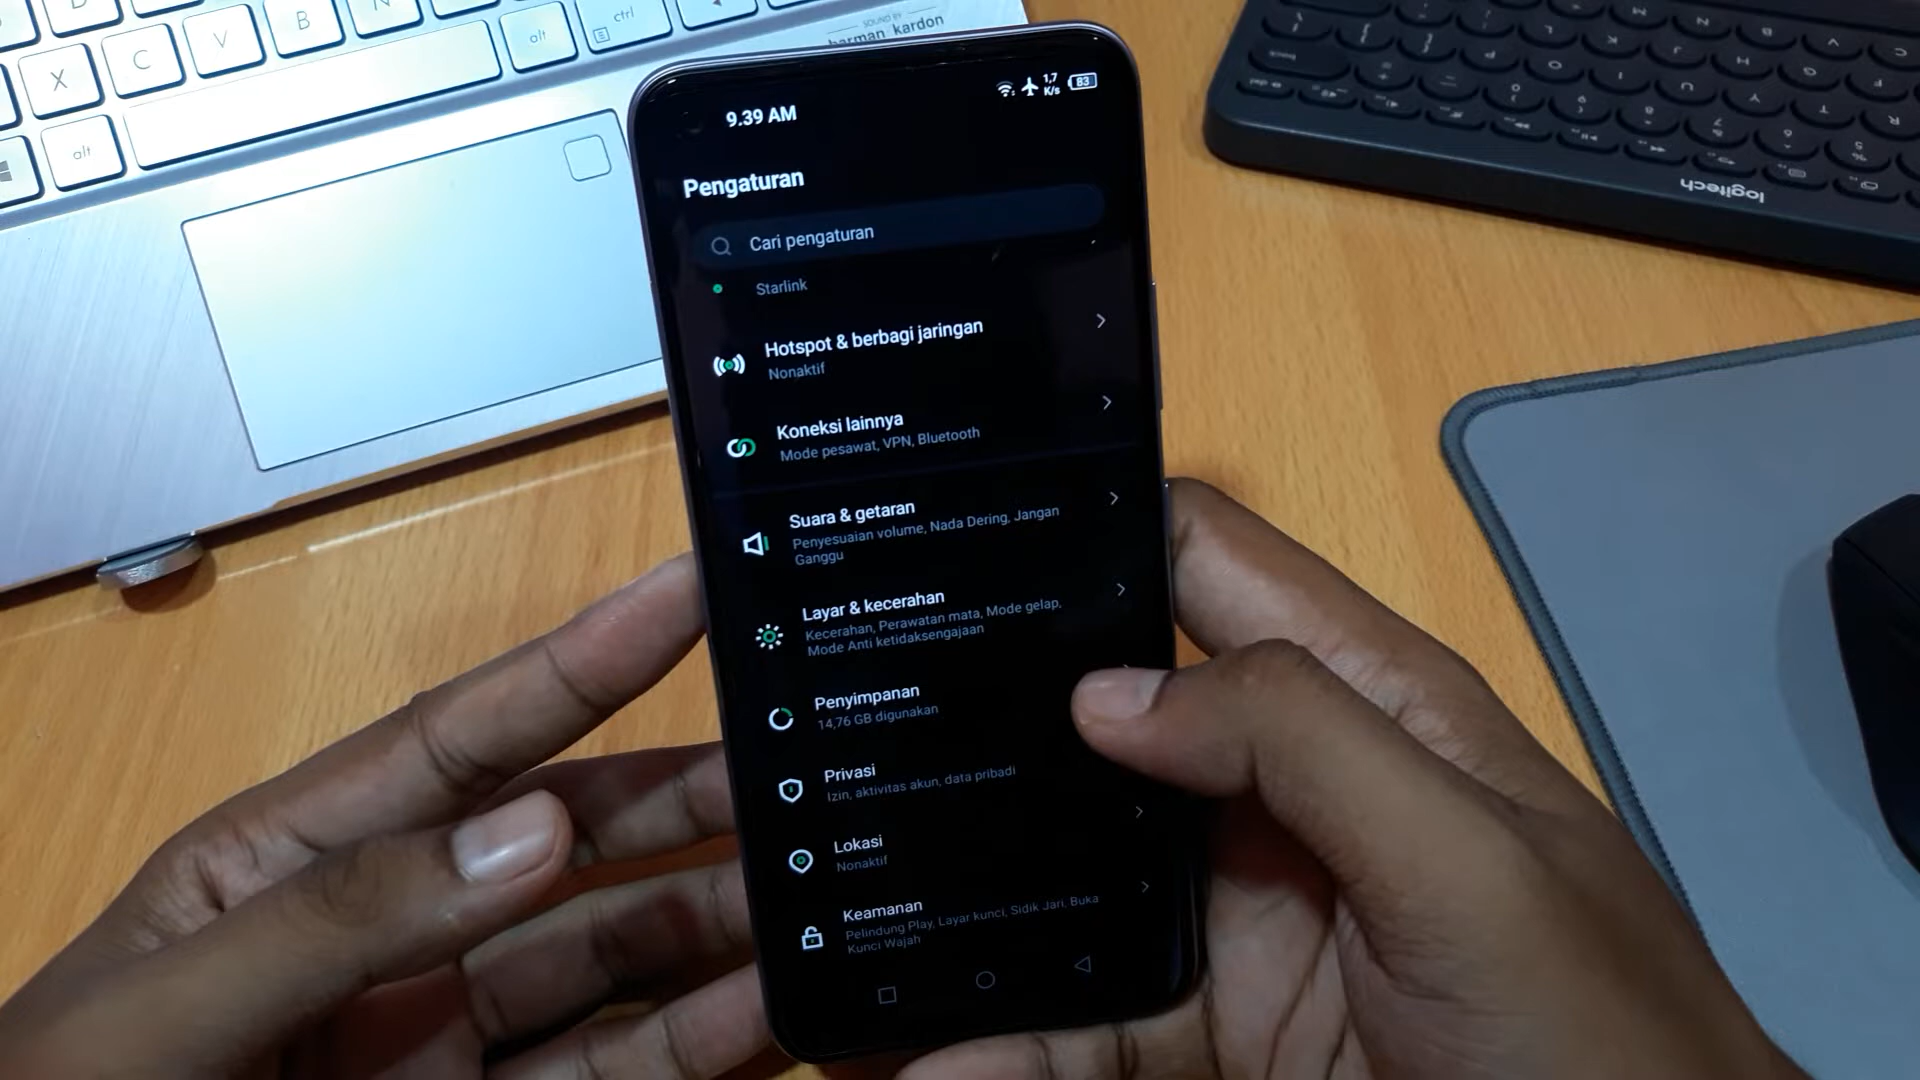 ctrl
alt
X
C
V
B
N
alt
SOUND BY
harman / kardon
logitech
9.39 AM
1,7
K/s
83
Pengaturan
Cari pengaturan
Starlink
Hotspot & berbagi jaringan
Nonaktif
Koneksi lainnya
Mode pesawat, VPN, Bluetooth
Suara & getaran
Penyesuaian volume, Nada Dering, Jangan
Ganggu
Layar & kecerahan
Kecerahan, Perawatan mata, Mode gelap,
Mode Anti ketidaksengajaan
Penyimpanan
14,76 GB digunakan
Privasi
Izin, aktivitas akun, data pribadi
Lokasi
Nonaktif
Keamanan
Pelindung Play, Layar kunci, Sidik Jari, Buka
Kunci Wajah